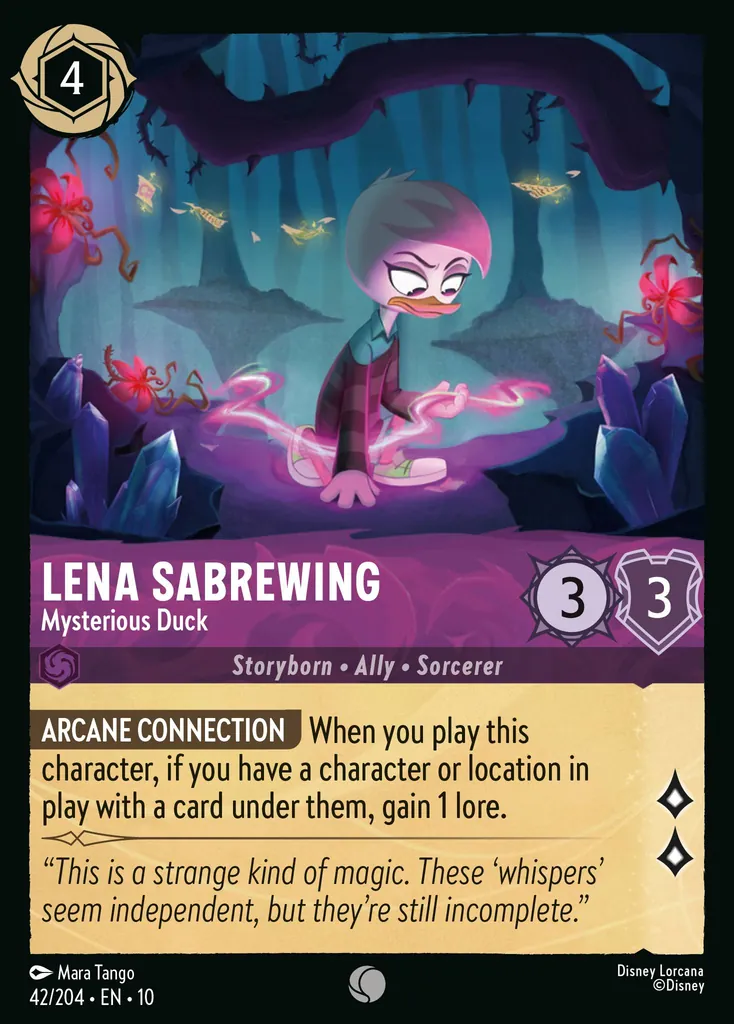 4
LENA SABREWING
Mysterious Duck
3
3
Storyborn • Ally • Sorcerer
ARCANE CONNECTION When you play this
character, if you have a character or location in
play with a card under them, gain 1 lore.
“This is a strange kind of magic. These ‘whispers’
seem independent, but they’re still incomplete.”
Mara Tango
42/204 • EN • 10
Disney Lorcana
©Disney